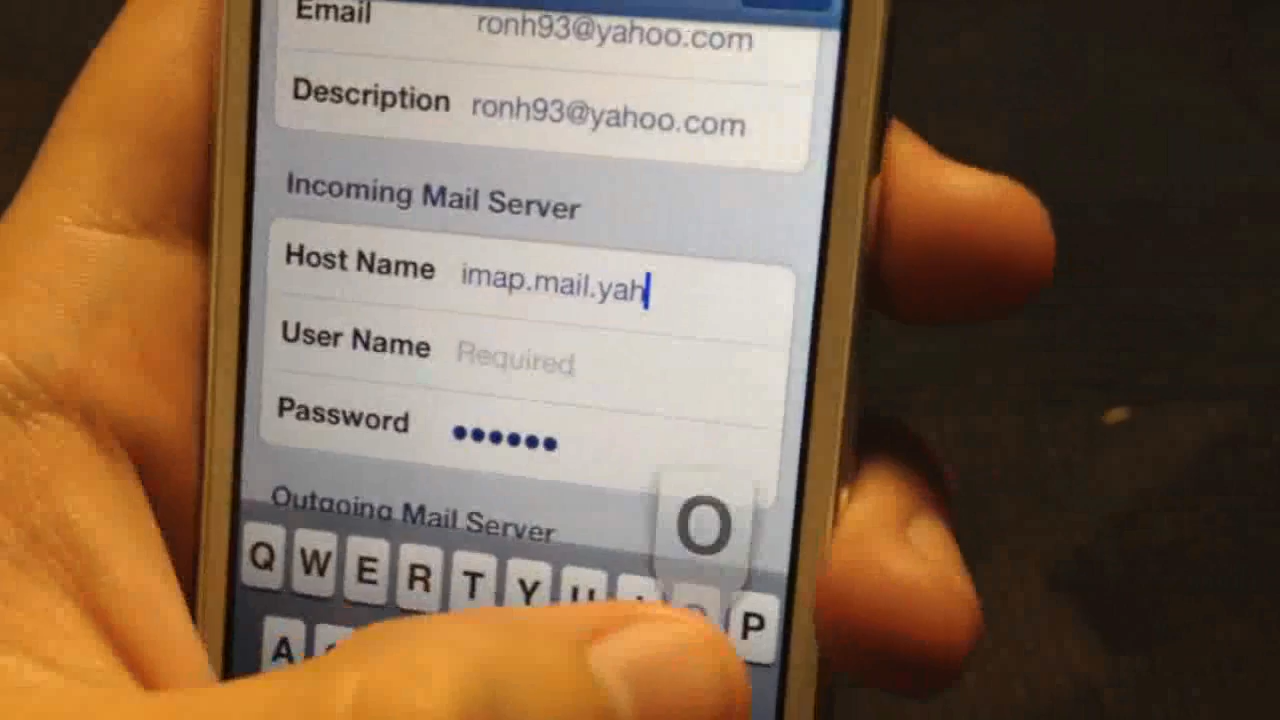 Email ronh93@yahoo.com
Description ronh93@yahoo.com
Incoming Mail Server
Host Name imap.mail.yah
User Name Required
Password ••••••
Outgoing Mail Server
O
Q W E R T Y U P
A